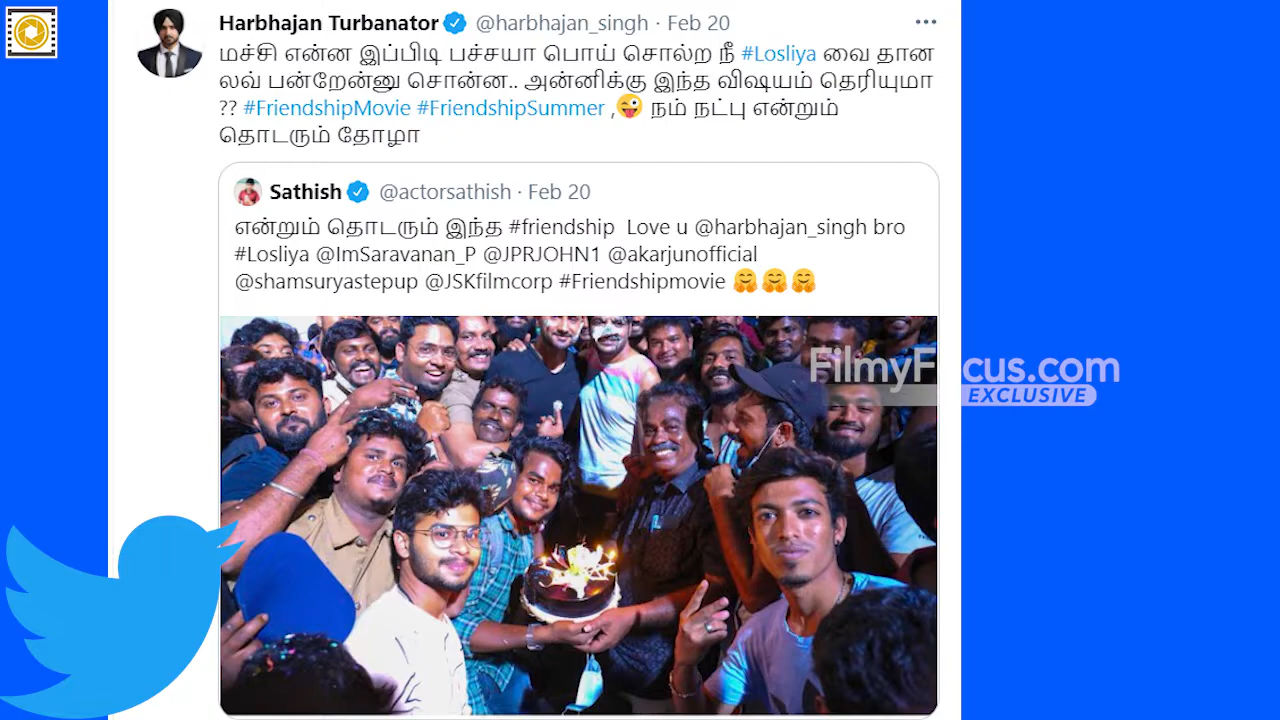 Harbhajan Turbanator @harbhajan_singh · Feb 20
மச்சி என்ன இப்பிடி பச்சயா பொய் சொல்ற நீ #Losliya வை தான
லவ் பன்றேன்னு சொன்ன.. அன்னிக்கு இந்த விஷயம் தெரியுமா
?? #FriendshipMovie #FriendshipSummer ,😜 நம் நட்பு என்றும்
தொடரும் தோழா
Sathish @actorsathish · Feb 20
என்றும் தொடரும் இந்த #friendship Love u @harbhajan_singh bro
#Losliya @ImSaravanan_P @JPRJOHN1 @akarjunofficial
@shamsuryastepup @JSKfilmcorp #Friendshipmovie 🤗🤗🤗
FilmyFocus.com
EXCLUSIVE